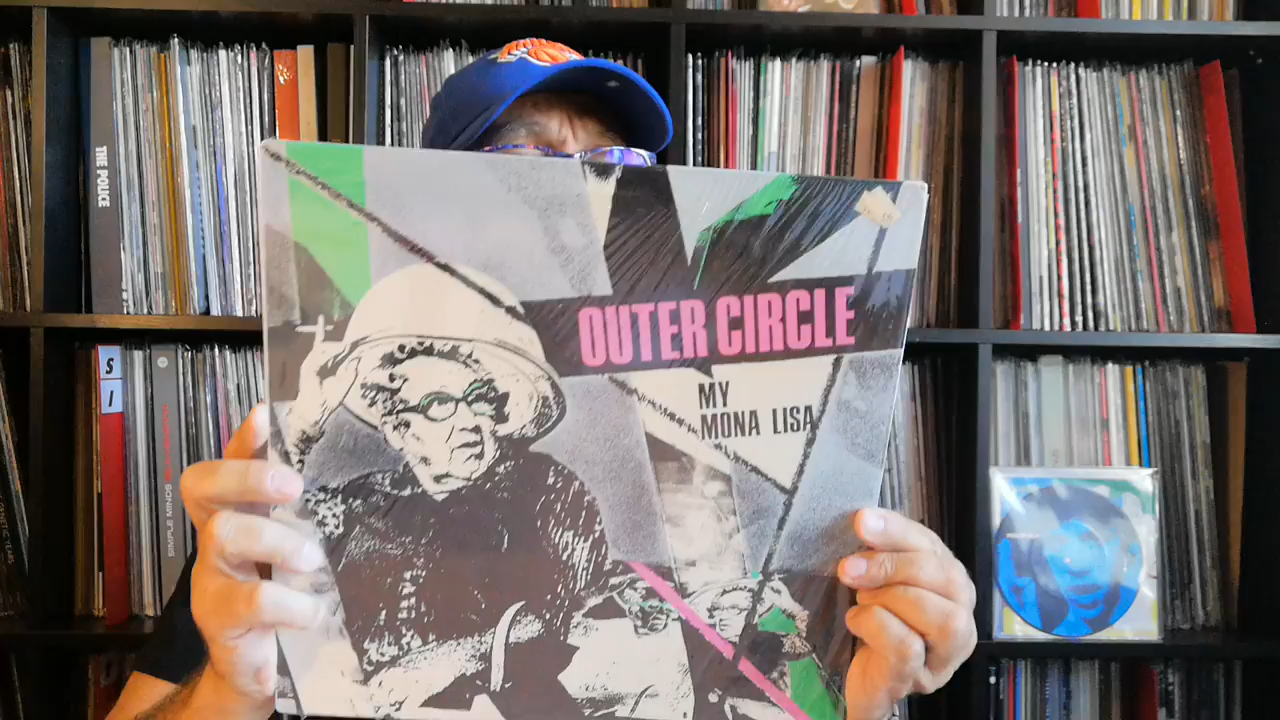 THE POLICE
OUTER CIRCLE
MY
MONA LISA
S
I
SIMPLE MINDS